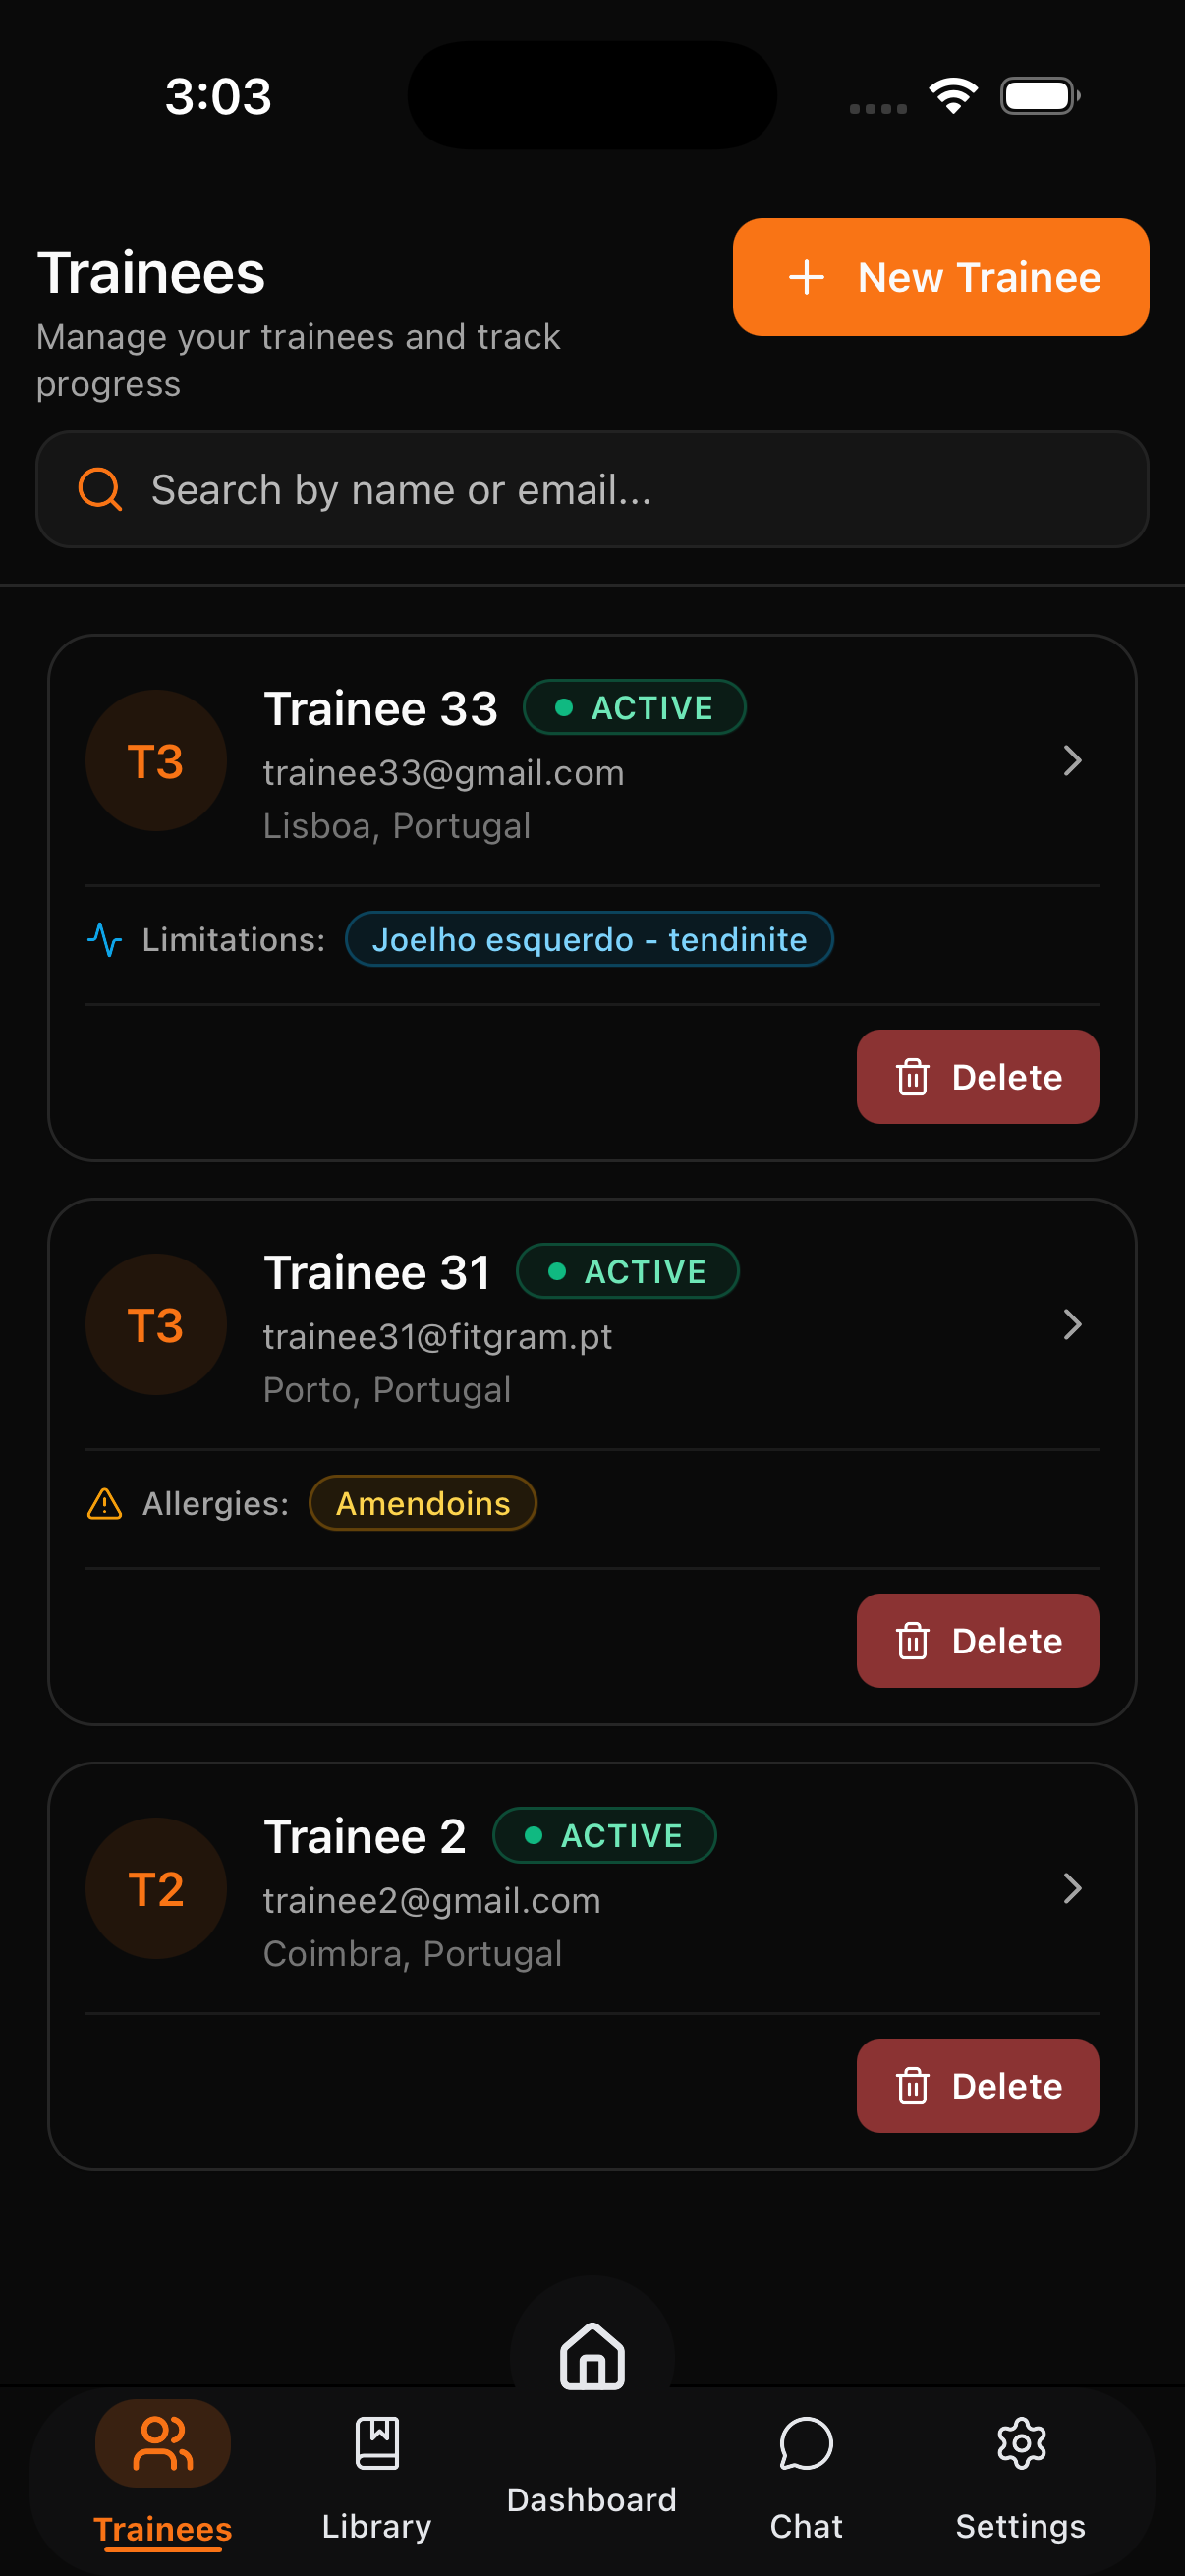 3:03
Trainees
+ New Trainee
Manage your trainees and track
progress
Search by name or email...
Trainee 33 ACTIVE
T3
trainee33@gmail.com
Lisboa, Portugal
Limitations: Joelho esquerdo - tendinite
Delete
Trainee 31 ACTIVE
T3
trainee31@fitgram.pt
Porto, Portugal
Allergies: Amendoins
Delete
Trainee 2 ACTIVE
T2
trainee2@gmail.com
Coimbra, Portugal
Delete
Trainees Library Dashboard Chat Settings